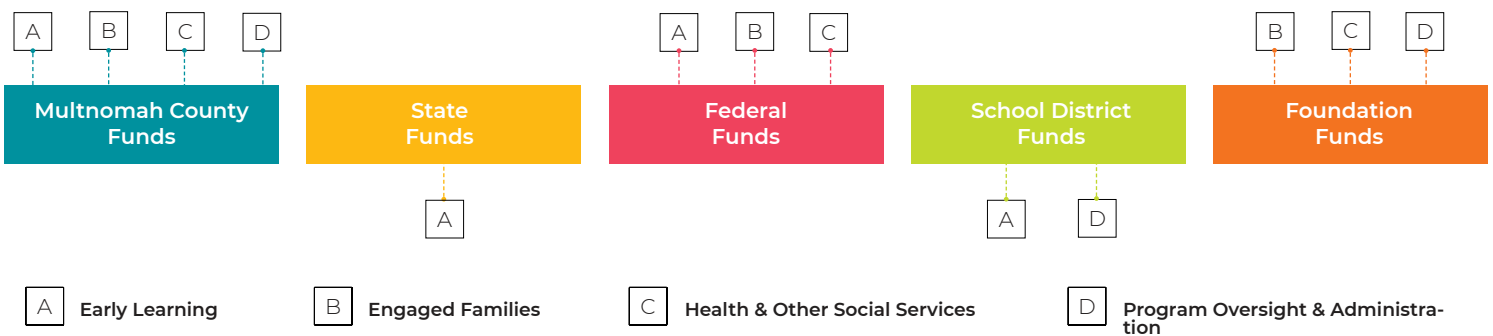 A B C D
A B C
B C D
Multnomah County
Funds
State
Funds
Federal
Funds
School District
Funds
Foundation
Funds
A
A D
A Early Learning
B Engaged Families
C Health & Other Social Services
D Program Oversight & Administra-
tion